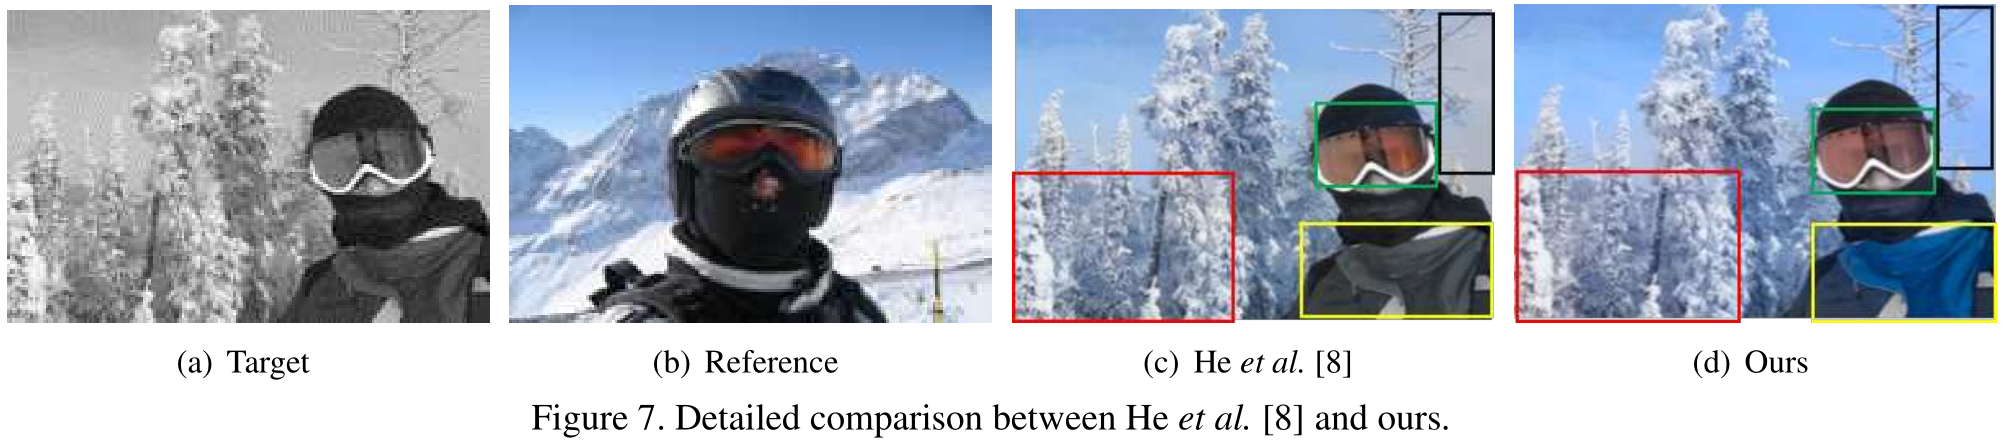 (a) Target
(b) Reference
(c) He et al. [8]
(d) Ours
Figure 7. Detailed comparison between He et al. [8] and ours.